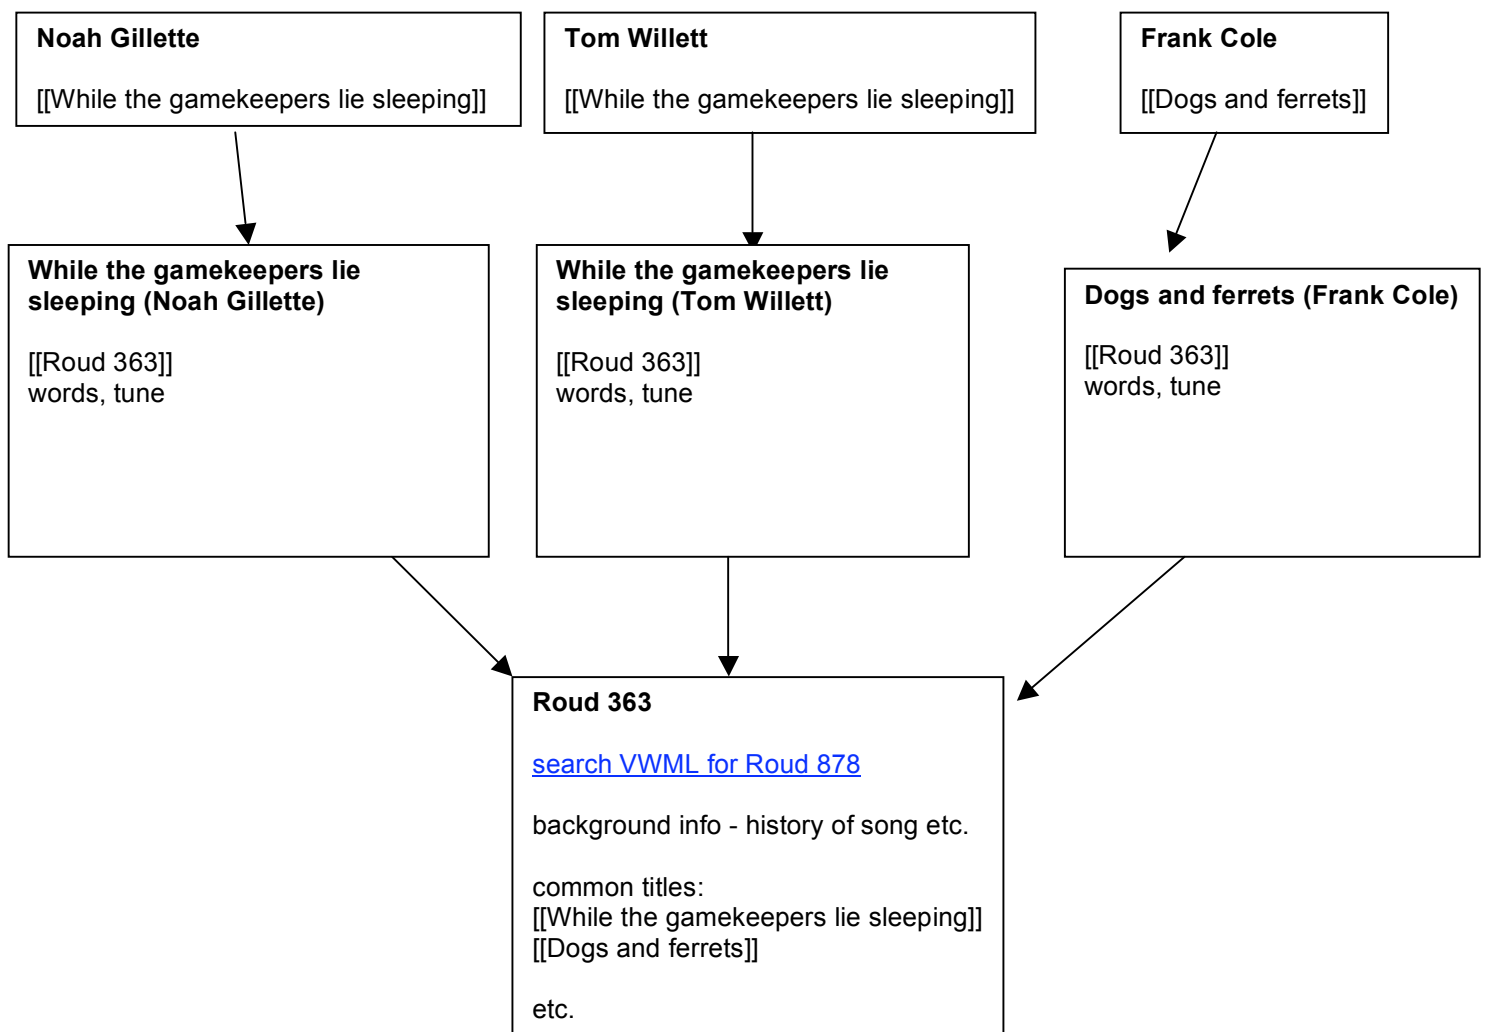 Noah Gillette
[[While the gamekeepers lie sleeping]]
Tom Willett
[[While the gamekeepers lie sleeping]]
Frank Cole
[[Dogs and ferrets]]
While the gamekeepers lie
sleeping (Noah Gillette)
[[Roud 363]]
words, tune
While the gamekeepers lie
sleeping (Tom Willett)
[[Roud 363]]
words, tune
Dogs and ferrets (Frank Cole)
[[Roud 363]]
words, tune
Roud 363
search VWML for Roud 878
background info - history of song etc.
common titles:
[[While the gamekeepers lie sleeping]]
[[Dogs and ferrets]]
etc.